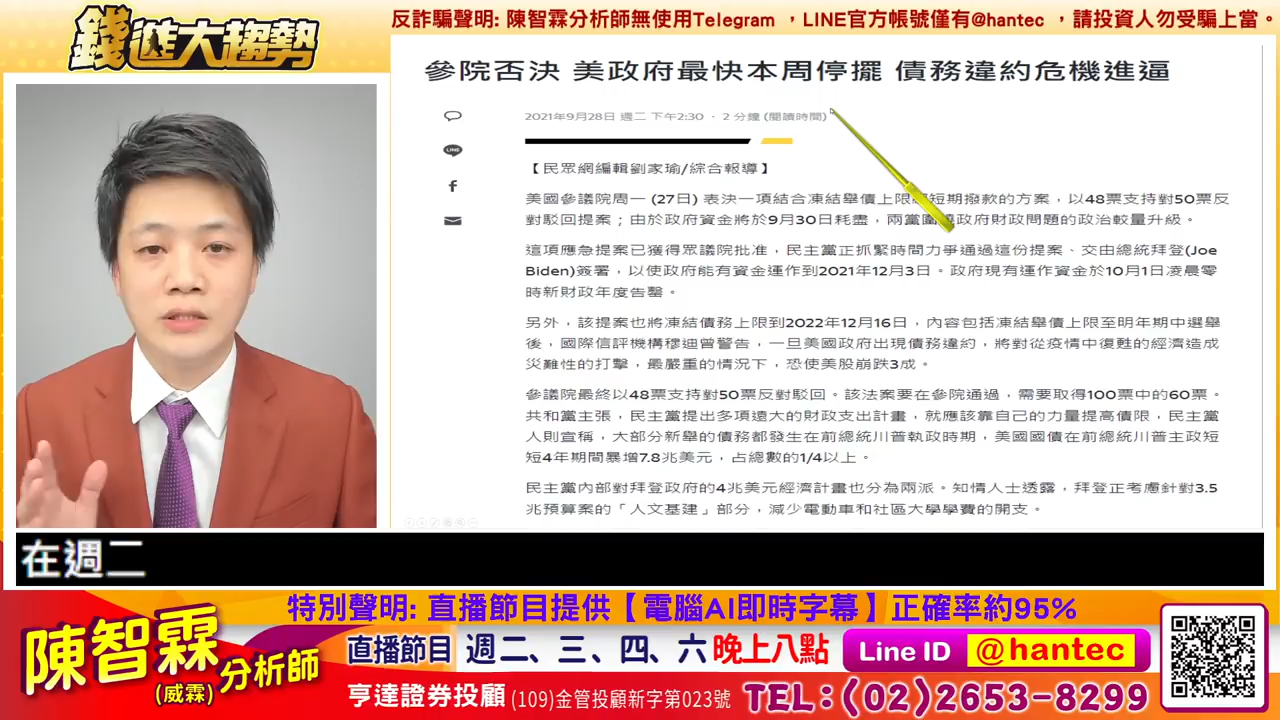 錢進大趨勢
反詐騙聲明: 陳智霖分析師無使用Telegram ，LINE官方帳號僅有@hantec ，請投資人勿受騙上當。
參院否決 美政府最快本周停擺 債務違約危機進逼
2021年9月28日 週二 下午2:30 · 2 分鐘 (閱讀時間)
LINE
【民眾網編輯劉家瑜/綜合報導】
美國參議院周一 (27日) 表決一項結合凍結舉債上限 短期撥款的方案，以48票支持對50票反
對駁回提案；由於政府資金將於9月30日耗盡，兩黨圍 政府財政問題的政治較量升級。
這項應急提案已獲得眾議院批准，民主黨正抓緊時間力爭通過這份提案、交由總統拜登(Joe
Biden)簽署，以使政府能有資金運作到2021年12月3日。政府現有運作資金於10月1日凌晨零
時新財政年度告罄。
另外，該提案也將凍結債務上限到2022年12月16日，內容包括凍結舉債上限至明年期中選舉
後，國際信評機構穆迪曾警告，一旦美國政府出現債務違約，將對從疫情中復甦的經濟造成
災難性的打擊，最嚴重的情況下，恐使美股崩跌3成。
參議院最終以48票支持對50票反對駁回。該法案要在參院通過，需要取得100票中的60票。
共和黨主張，民主黨提出多項遠大的財政支出計畫，就應該靠自己的力量提高債限，民主黨
人則宣稱，大部分新舉的債務都發生在前總統川普執政時期，美國國債在前總統川普主政短
短4年期間暴增7.8兆美元，占總數的1/4以上。
民主黨內部對拜登政府的4兆美元經濟計畫也分為兩派。知情人士透露，拜登正考慮針對3.5
兆預算案的「人文基建」部分，減少電動車和社區大學學費的開支。
在週二
特別聲明: 直播節目提供【電腦AI即時字幕】正確率約95%
陳智霖分析師
(威霖)
直播節目 週二、三、四、六 晚上八點
Line ID @hantec
亨達證券投顧 (109)金管投顧新字第023號 TEL:(02)2653-8299